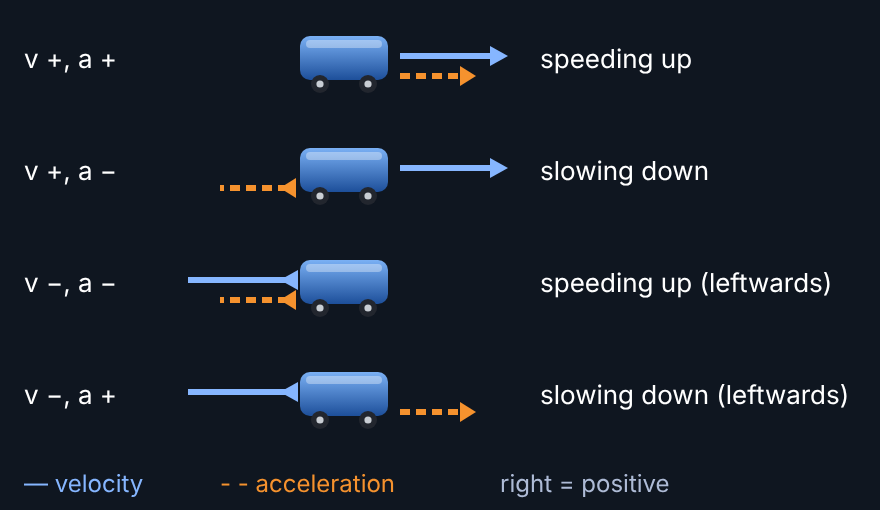 v +, a + speeding up
v +, a − slowing down
v −, a − speeding up (leftwards)
v −, a + slowing down (leftwards)
— velocity - - acceleration right = positive